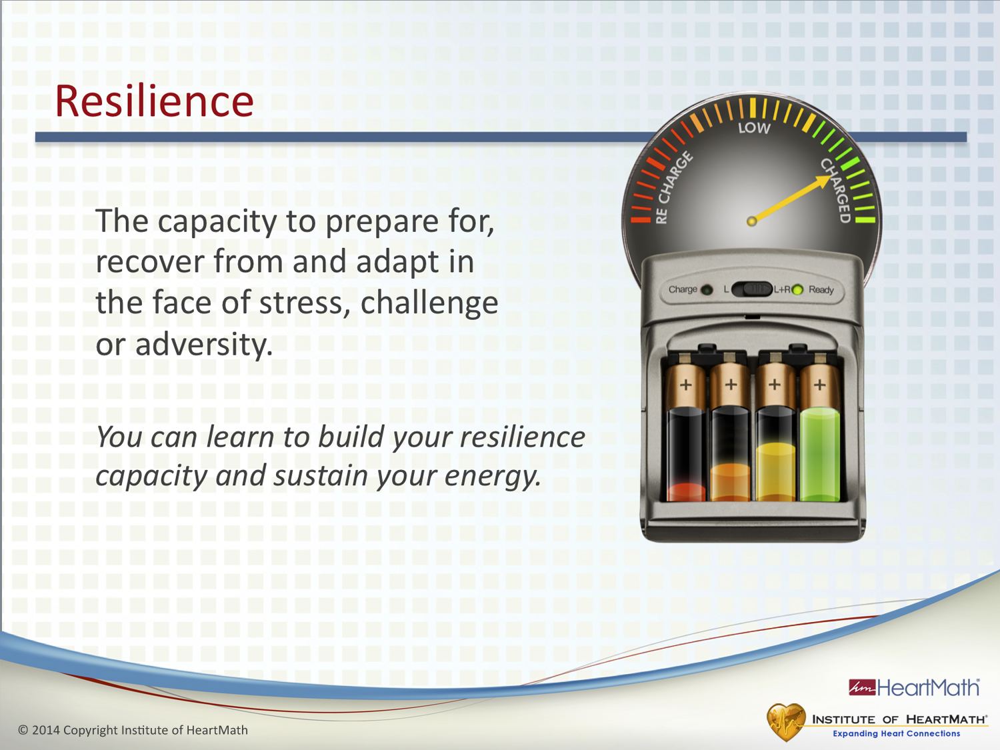 Resilience
The capacity to prepare for,
recover from and adapt in
the face of stress, challenge
or adversity.
You can learn to build your resilience
capacity and sustain your energy.
RE CHARGE
LOW
CHARGED
Charge L L+R Ready
+ + + +
hm HeartMath®
INSTITUTE OF HEARTMATH®
Expanding Heart Connections
© 2014 Copyright Institute of HeartMath